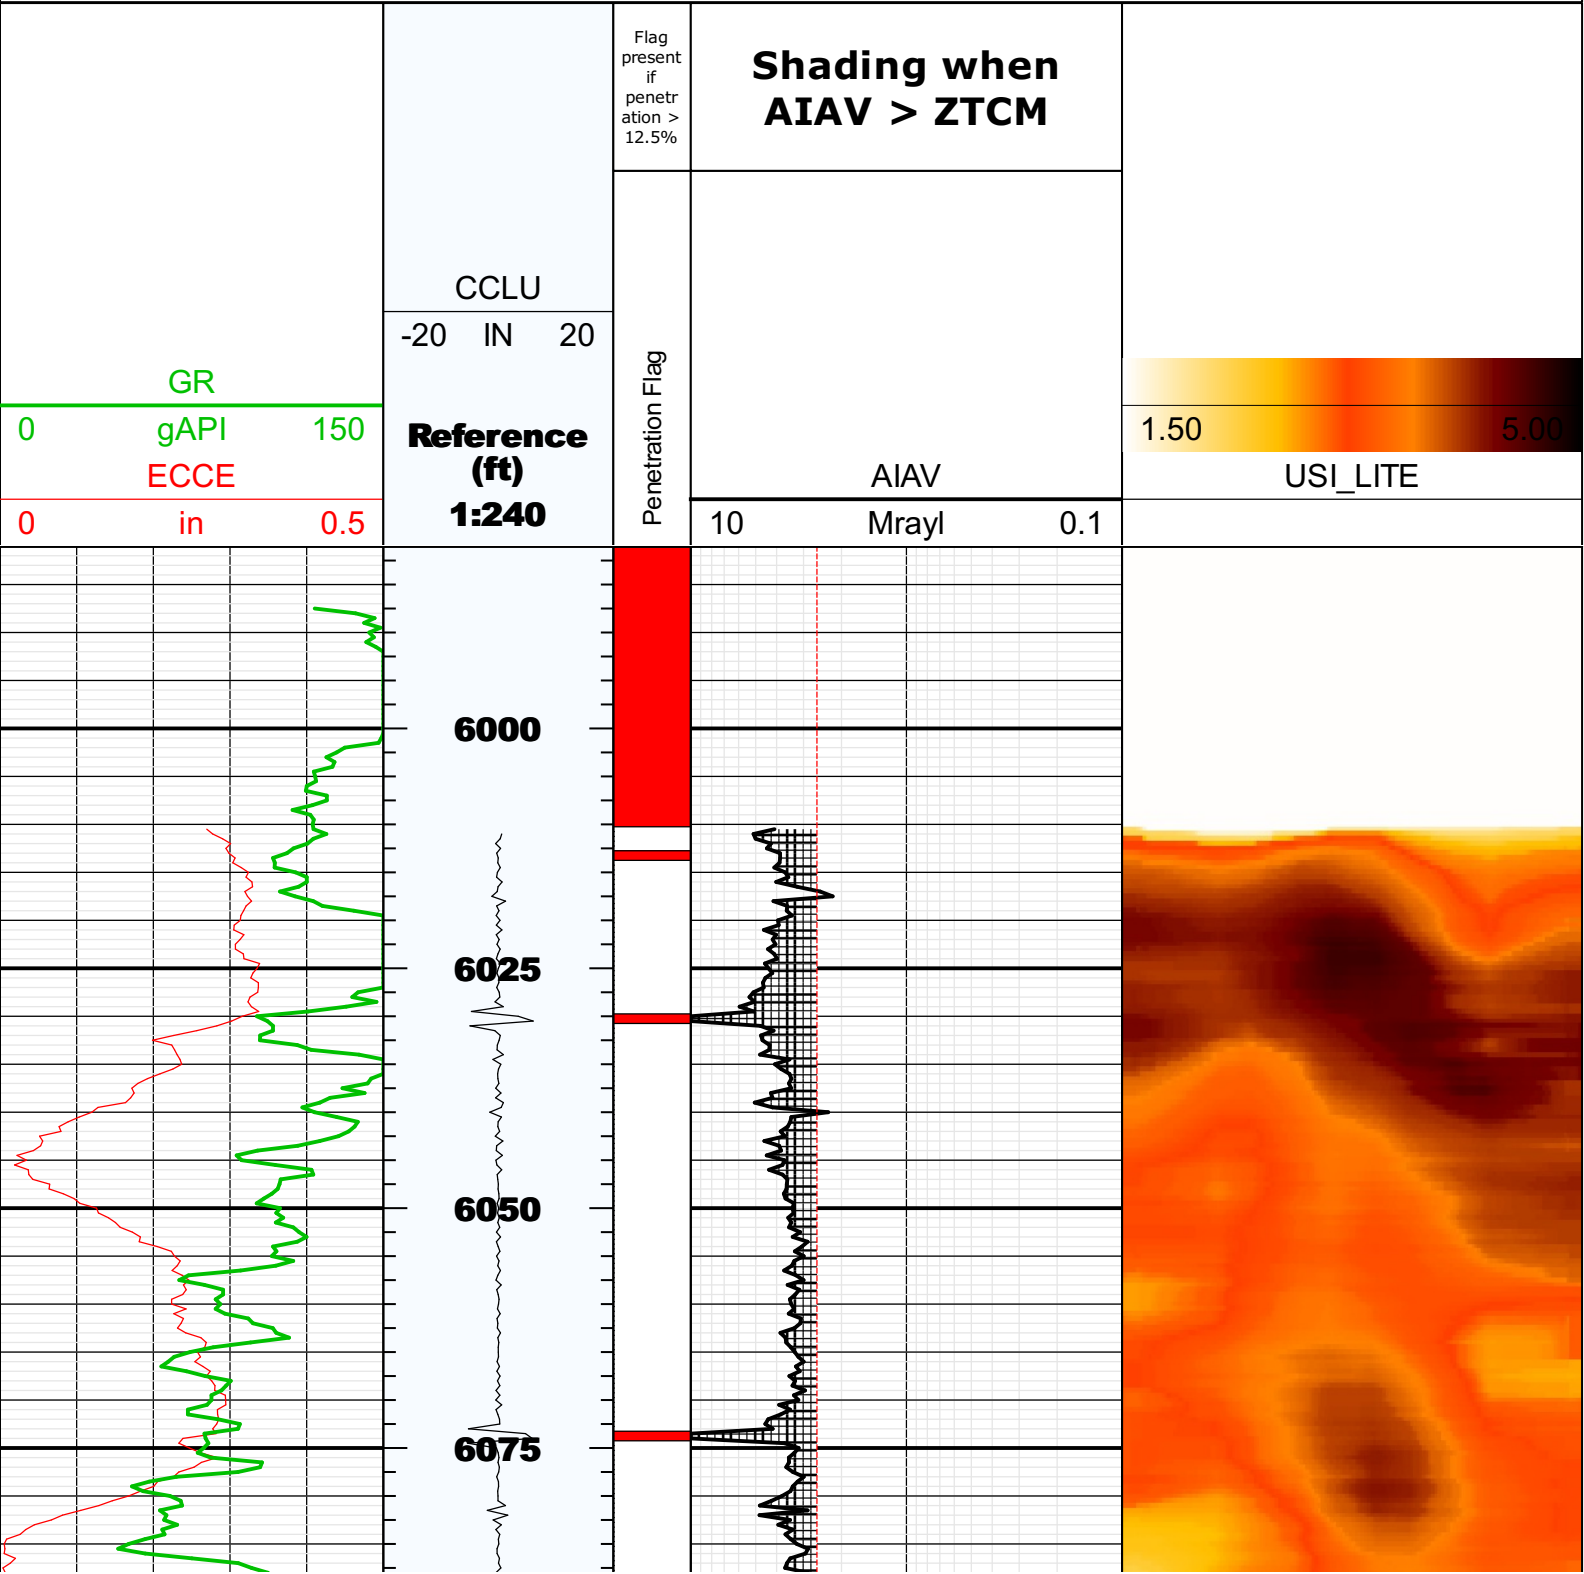 Flag
present
if
penetr
ation >
12.5%
Shading when
AIAV > ZTCM
CCLU
-20 IN 20
GR
0 gAPI 150
ECCE
0 in 0.5
Reference
(ft)
1:240
Penetration Flag
AIAV
10 Mrayl 0.1
1.50 5.00
USI_LITE
6000
6025
6050
6075